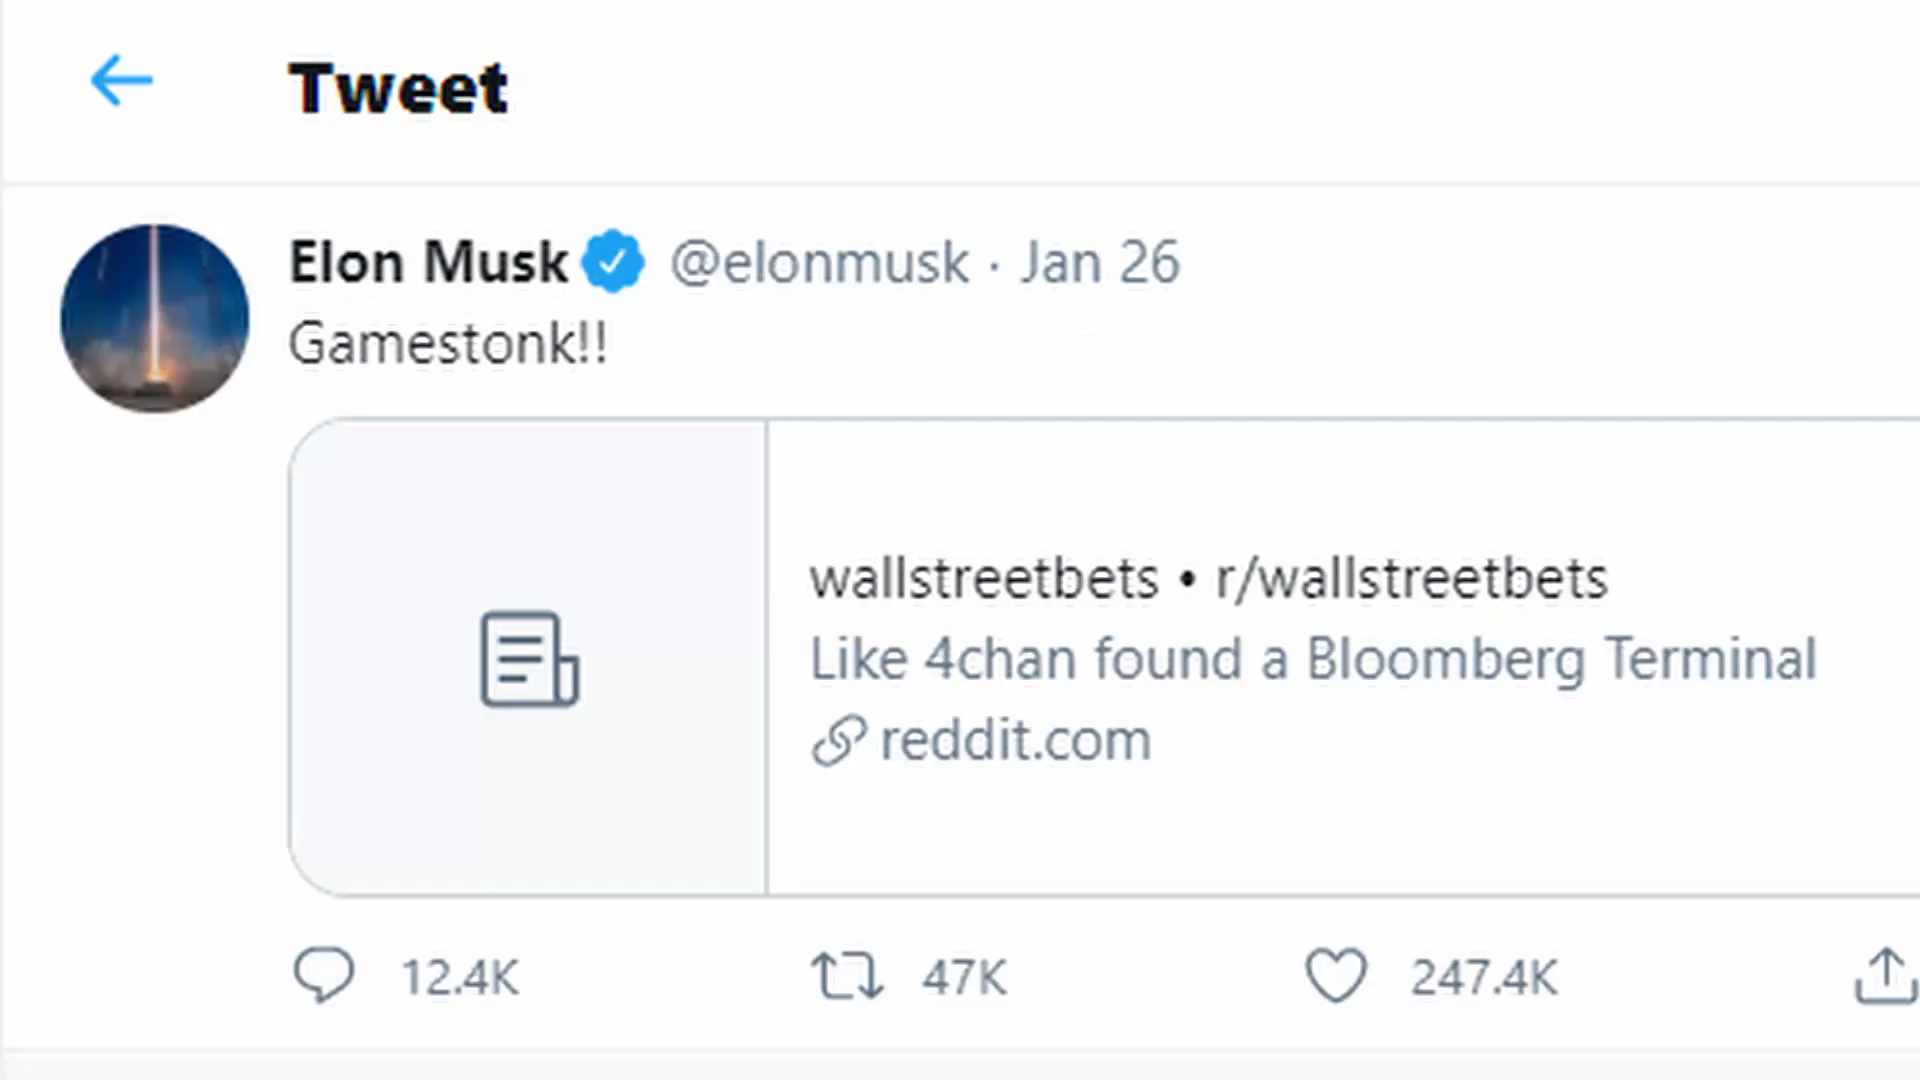 Tweet
Elon Musk @elonmusk · Jan 26
Gamestonk!!
wallstreetbets • r/wallstreetbets
Like 4chan found a Bloomberg Terminal
reddit.com
12.4K 47K 247.4K